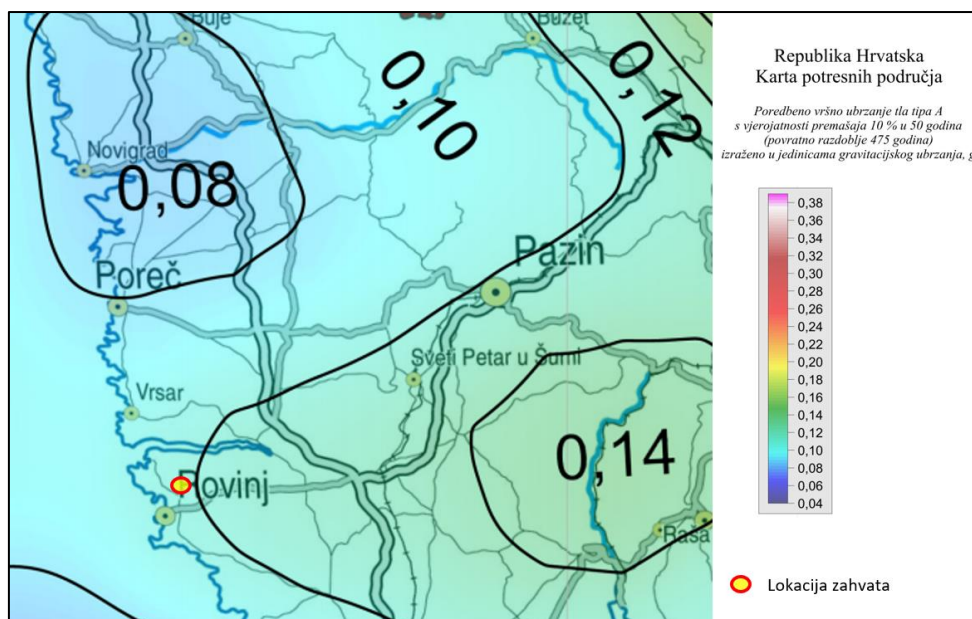 Buje
Buzet
0,10
0,12
Novigrad
0,08
Pazin
Poreč
Sveti Petar u Šumi
Vrsar
0,14
Rovinj
Raša
Republika Hrvatska
Karta potresnih područja
Poredbeno vršno ubrzanje tla tipa A
s vjerojatnosti premašaja 10 % u 50 godina
(povratno razdoblje 475 godina)
izraženo u jedinicama gravitacijskog ubrzanja, g
0,38
0,36
0,34
0,32
0,30
0,28
0,26
0,24
0,22
0,20
0,18
0,16
0,14
0,12
0,10
0,08
0,06
0,04
Lokacija zahvata